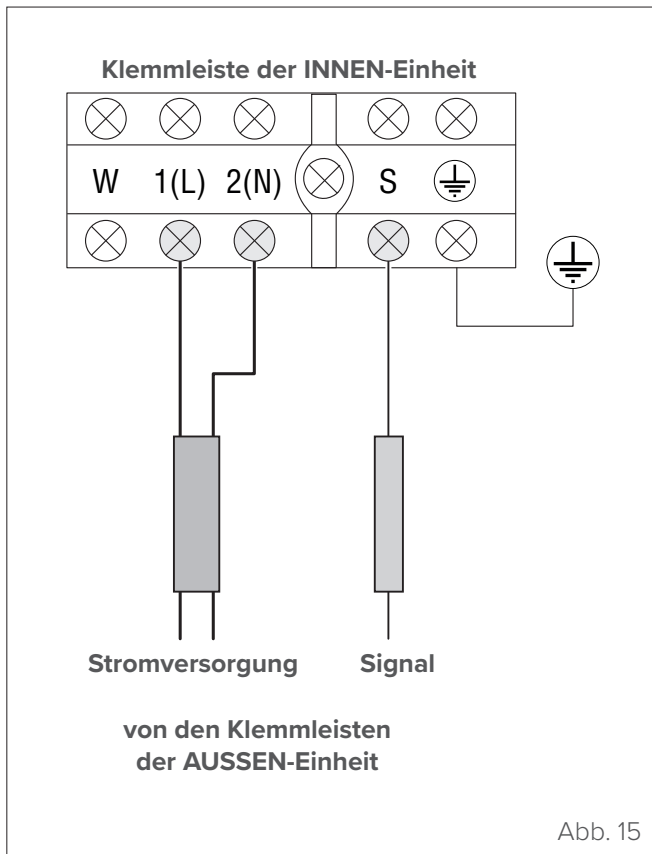 Klemmleiste der INNEN-Einheit
W 1(L) 2(N) S
Stromversorgung Signal
von den Klemmleisten
der AUSSEN-Einheit
Abb. 15